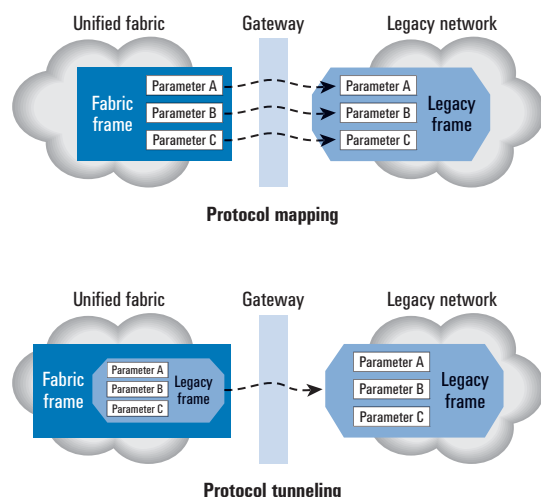 Unified fabric Gateway Legacy network
Fabric frame
Parameter A
Parameter B
Parameter C
Parameter A
Parameter B
Parameter C
Legacy frame
Protocol mapping
Unified fabric Gateway Legacy network
Fabric frame
Parameter A
Parameter B
Parameter C
Legacy frame
Parameter A
Parameter B
Parameter C
Legacy frame
Protocol tunneling